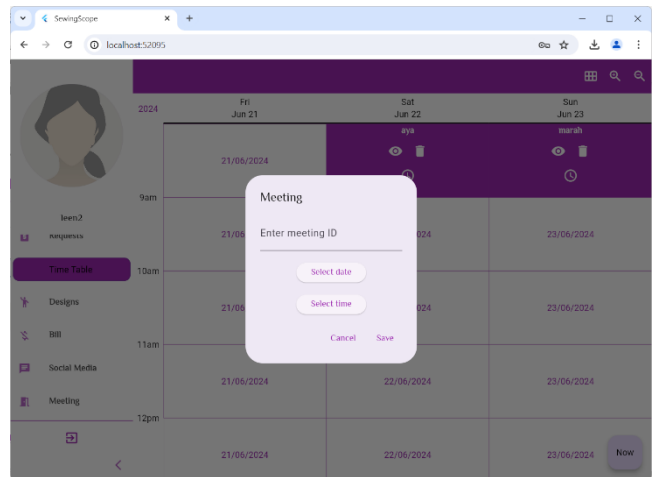 SewingScope
localhost:52095
2024
Fri
Jun 21
Sat
Jun 22
Sun
Jun 23
aya
marah
21/06/2024
9am
leen2
Requests
Time Table
Designs
Bill
Social Media
Meeting
21/06
024
23/06/2024
10am
21/06
024
23/06/2024
11am
21/06/2024
22/06/2024
23/06/2024
12pm
21/06/2024
22/06/2024
23/06/2024
Now
Meeting
Enter meeting ID
Select date
Select time
Cancel Save